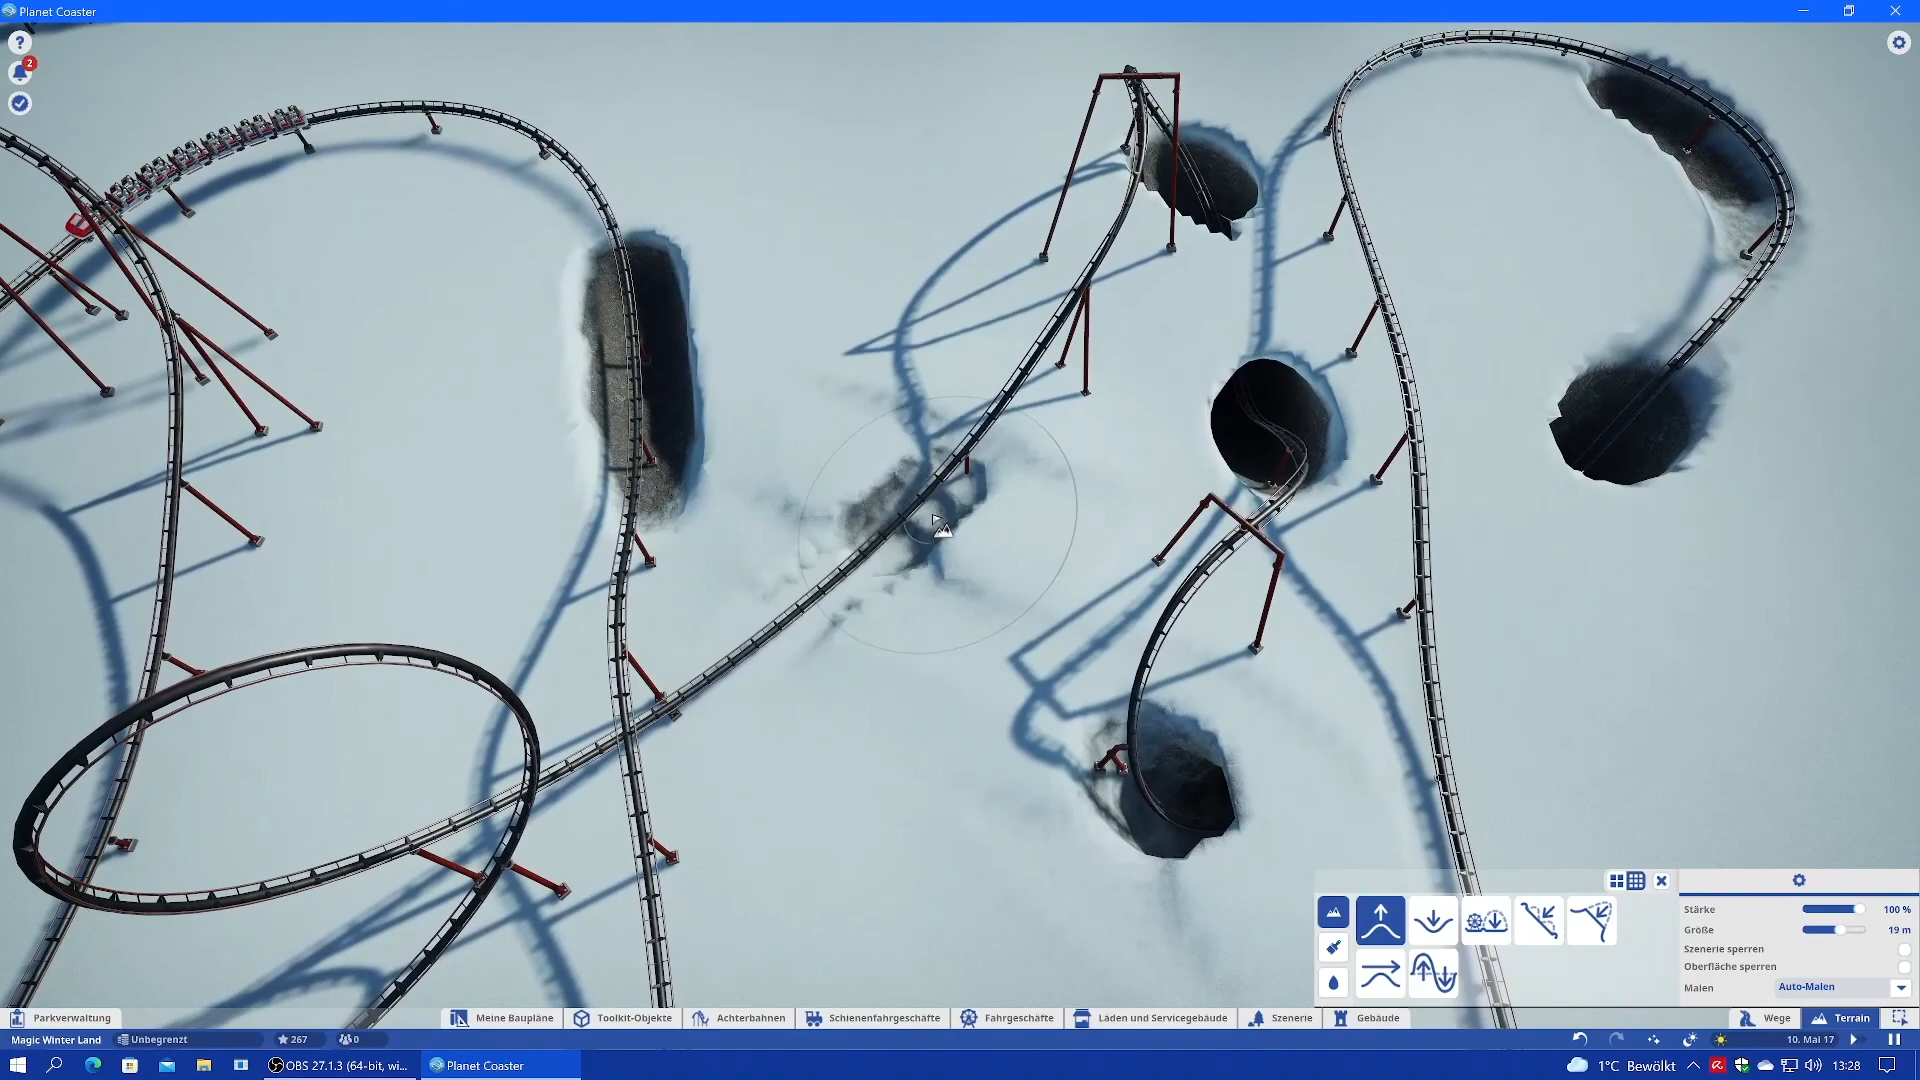 Planet Coaster
?
2
Stärke 100 %
Größe 19 m
Szenerie sperren
Oberfläche sperren
Malen Auto-Malen
Parkverwaltung
Meine Baupläne
Toolkit-Objekte
Achterbahnen
Schienenfahrgeschäfte
Fahrgeschäfte
Läden und Servicegebäude
Szenerie
Gebäude
Wege
Terrain
Magic Winter Land
Unbegrenzt
267
0
10. Mai 17
OBS 27.1.3 (64-bit, wi...
Planet Coaster
1°C Bewölkt
13:28